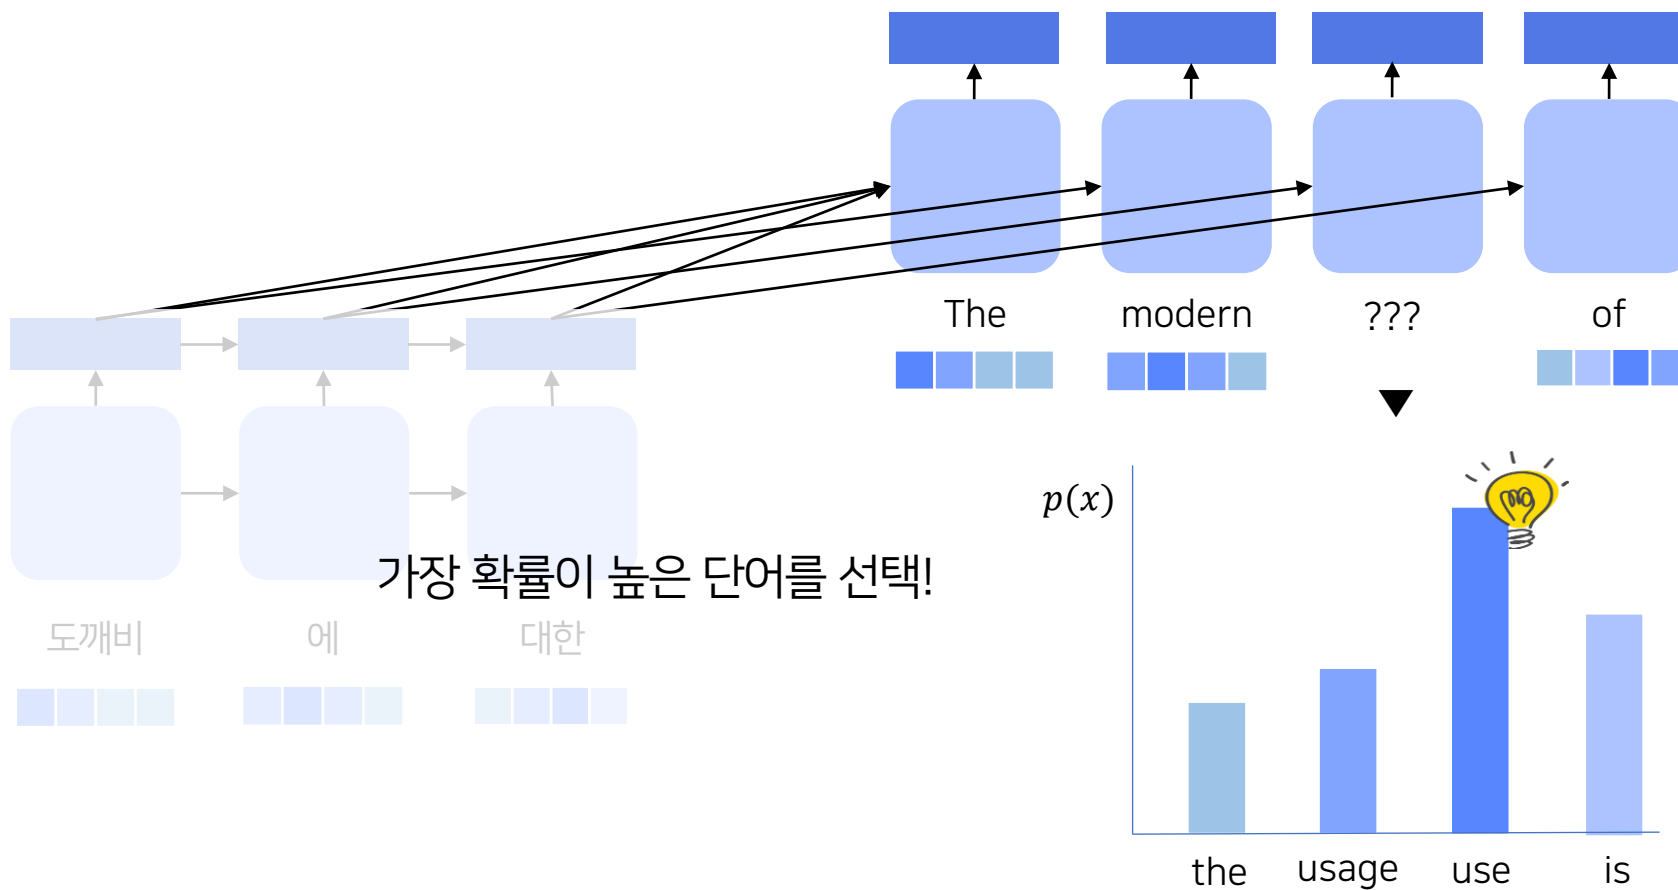 The modern ??? of
p(x)
가장 확률이 높은 단어를 선택!
도깨비 에 대한
the usage use is